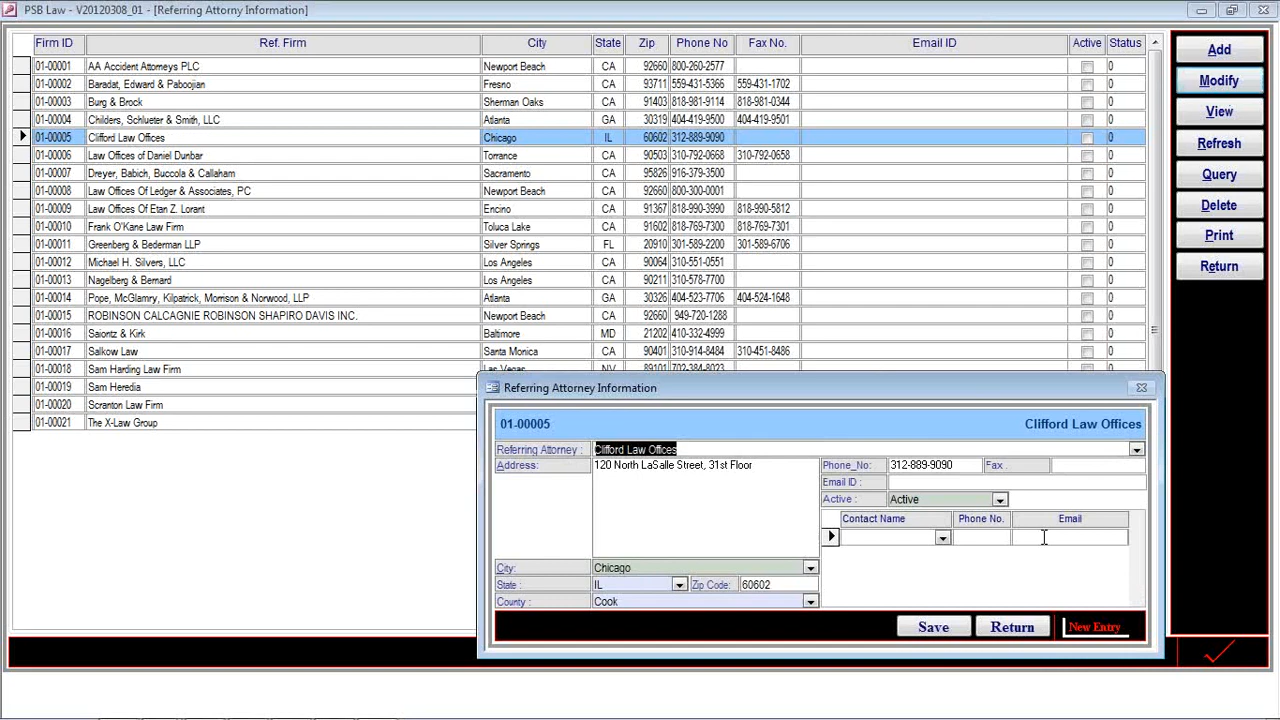 PSB Law - V20120308_01 - [Referring Attorney Information]
Firm ID Ref. Firm City State Zip Phone No Fax No. Email ID Active Status
01-00001 AA Accident Attorneys PLC Newport Beach CA 92660 800-260-2577 0
01-00002 Baradat, Edward & Paboojian Fresno CA 93711 559-431-5366 559-431-1702 0
01-00003 Burg & Brock Sherman Oaks CA 91403 818-981-9114 818-981-0344 0
01-00004 Childers, Schlueter & Smith, LLC Atlanta GA 30319 404-419-9500 404-419-9501 0
01-00005 Clifford Law Offices Chicago IL 60602 312-889-9090 0
01-00006 Law Offices of Daniel Dunbar Torrance CA 90503 310-792-0668 310-792-0658 0
01-00007 Dreyer, Babich, Buccola & Callaham Sacramento CA 95826 916-379-3500 0
01-00008 Law Offices Of Ledger & Associates, PC Newport Beach CA 92660 800-300-0001 0
01-00009 Law Offices Of Etan Z. Lorant Encino CA 91367 818-990-3990 818-990-5812 0
01-00010 Frank O'Kane Law Firm Toluca Lake CA 91602 818-769-7300 818-769-7301 0
01-00011 Greenberg & Bederman LLP Silver Springs FL 20910 301-589-2200 301-589-6706 0
01-00012 Michael H. Silvers, LLC Los Angeles CA 90064 310-551-0551 0
01-00013 Nagelberg & Bernard Los Angeles CA 90211 310-578-7700 0
01-00014 Pope, McGlamry, Kilpatrick, Morrison & Norwood, LLP Atlanta GA 30326 404-523-7706 404-524-1648 0
01-00015 ROBINSON CALCAGNIE ROBINSON SHAPIRO DAVIS INC. Newport Beach CA 92660 949-720-1288 0
01-00016 Saiontz & Kirk Baltimore MD 21202 410-332-4999 0
01-00017 Salkow Law Santa Monica CA 90401 310-914-8484 310-451-8486 0
01-00018 Sam Harding Law Firm Las Vegas NV 89101 702-384-8023
01-00019 Sam Heredia
01-00020 Scranton Law Firm
01-00021 The X-Law Group
Add
Modify
View
Refresh
Query
Delete
Print
Return
Referring Attorney Information
01-00005 Clifford Law Offices
Referring Attorney : Clifford Law Offices
Address: 120 North LaSalle Street, 31st Floor Phone_No: 312-889-9090 Fax :
Email ID :
Active : Active
Contact Name Phone No. Email
City: Chicago
State : IL Zip Code: 60602
County : Cook
Save Return New Entry